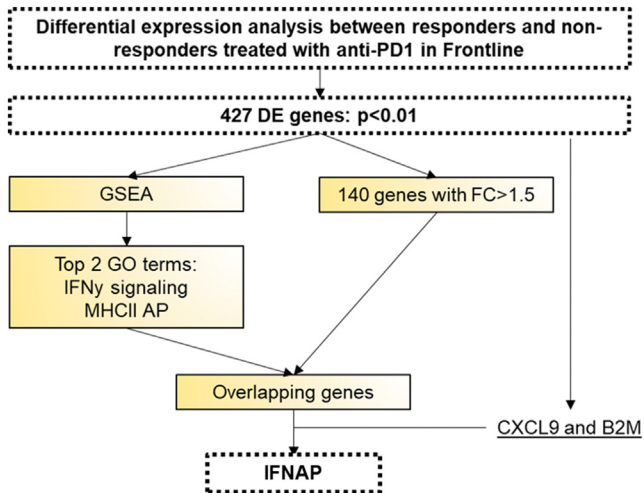 Differential expression analysis between responders and non-
responders treated with anti-PD1 in Frontline
427 DE genes: p<0.01
GSEA
140 genes with FC>1.5
Top 2 GO terms:
IFNy signaling
MHCII AP
Overlapping genes
CXCL9 and B2M
IFNAP